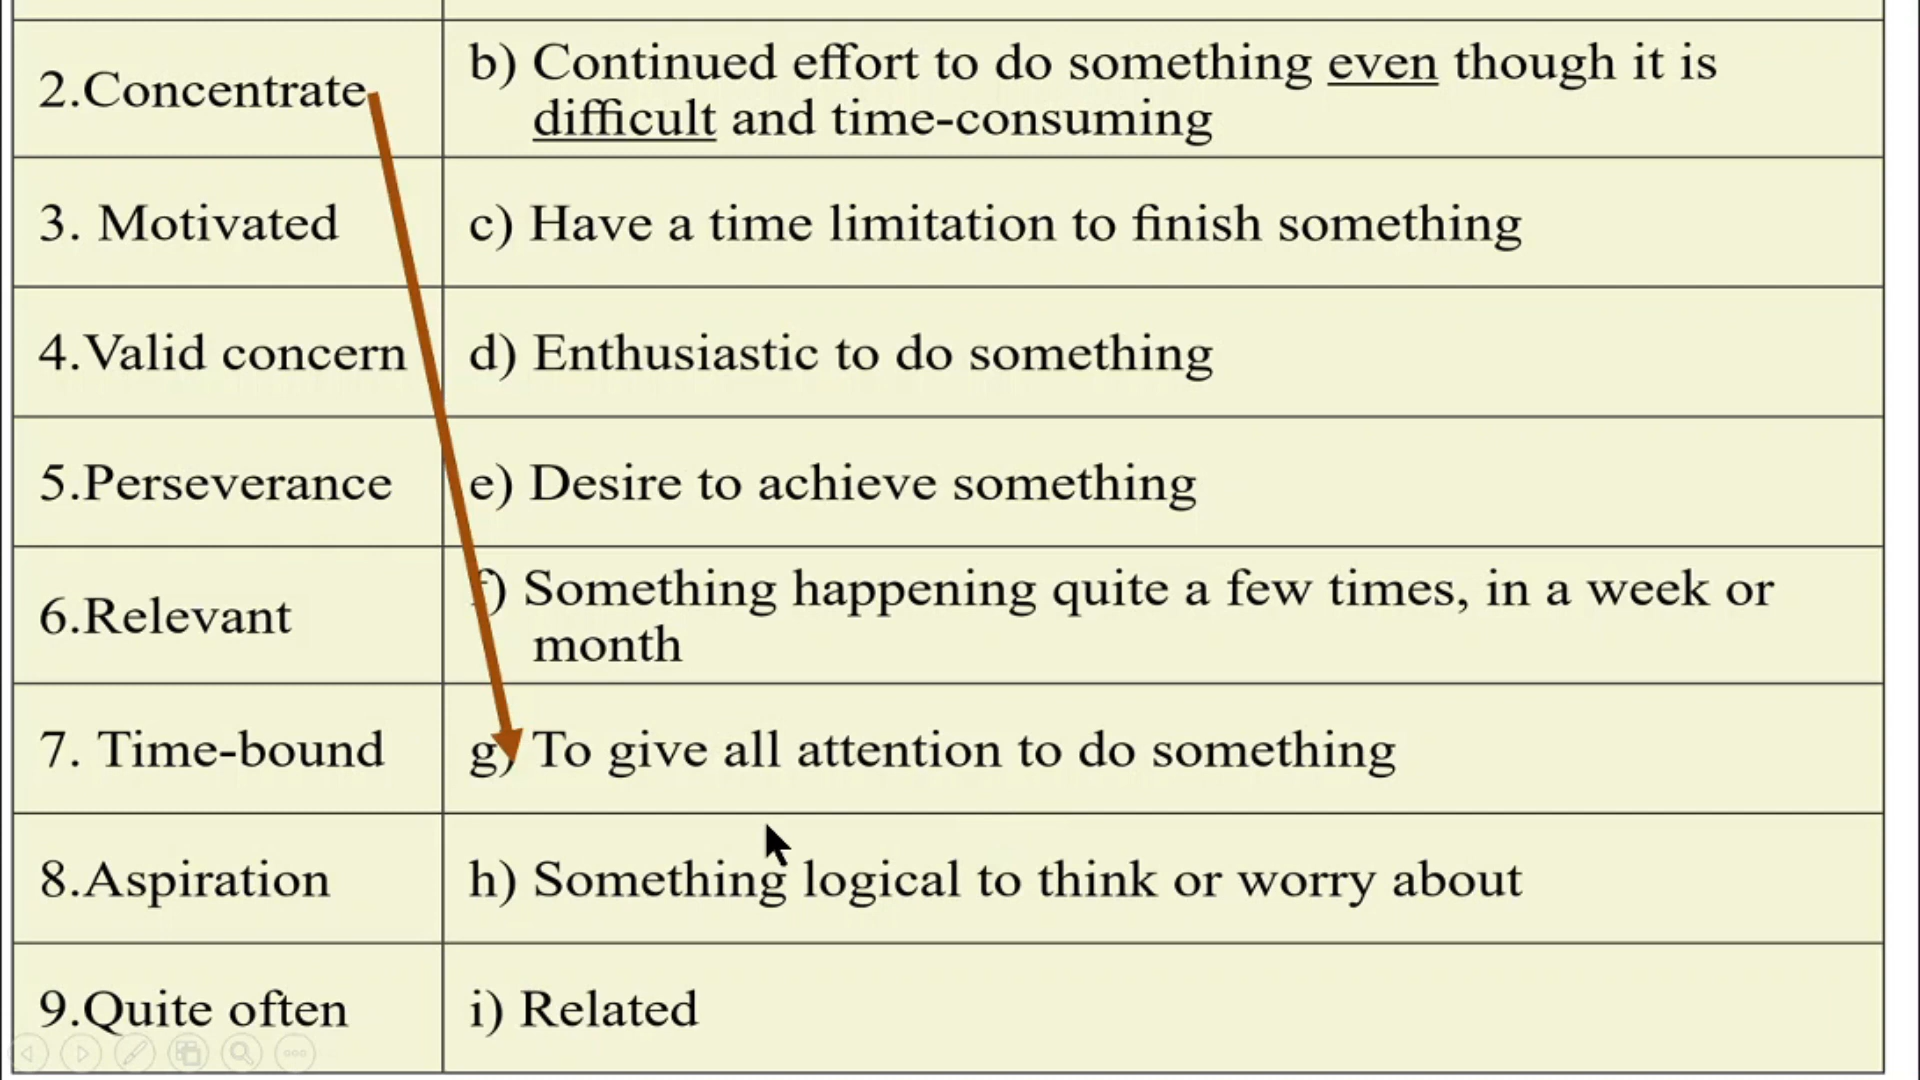 2.Concentrate
b) Continued effort to do something even though it is
difficult and time-consuming
3. Motivated
c) Have a time limitation to finish something
4.Valid concern
d) Enthusiastic to do something
5.Perseverance
e) Desire to achieve something
6.Relevant
f) Something happening quite a few times, in a week or
month
7. Time-bound
g) To give all attention to do something
8.Aspiration
h) Something logical to think or worry about
9.Quite often
i) Related